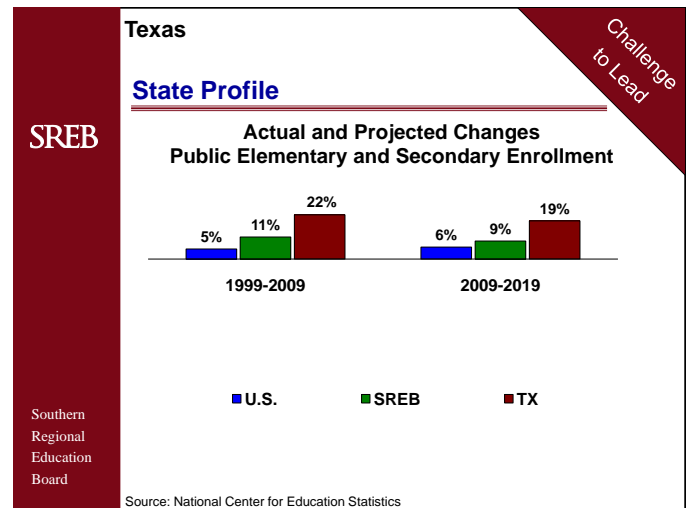 Texas
Challenge
to Lead
State Profile
SREB
Actual and Projected Changes
Public Elementary and Secondary Enrollment
5% 11% 22% 6% 9% 19%
1999-2009 2009-2019
U.S. SREB TX
Southern
Regional
Education
Board
Source: National Center for Education Statistics